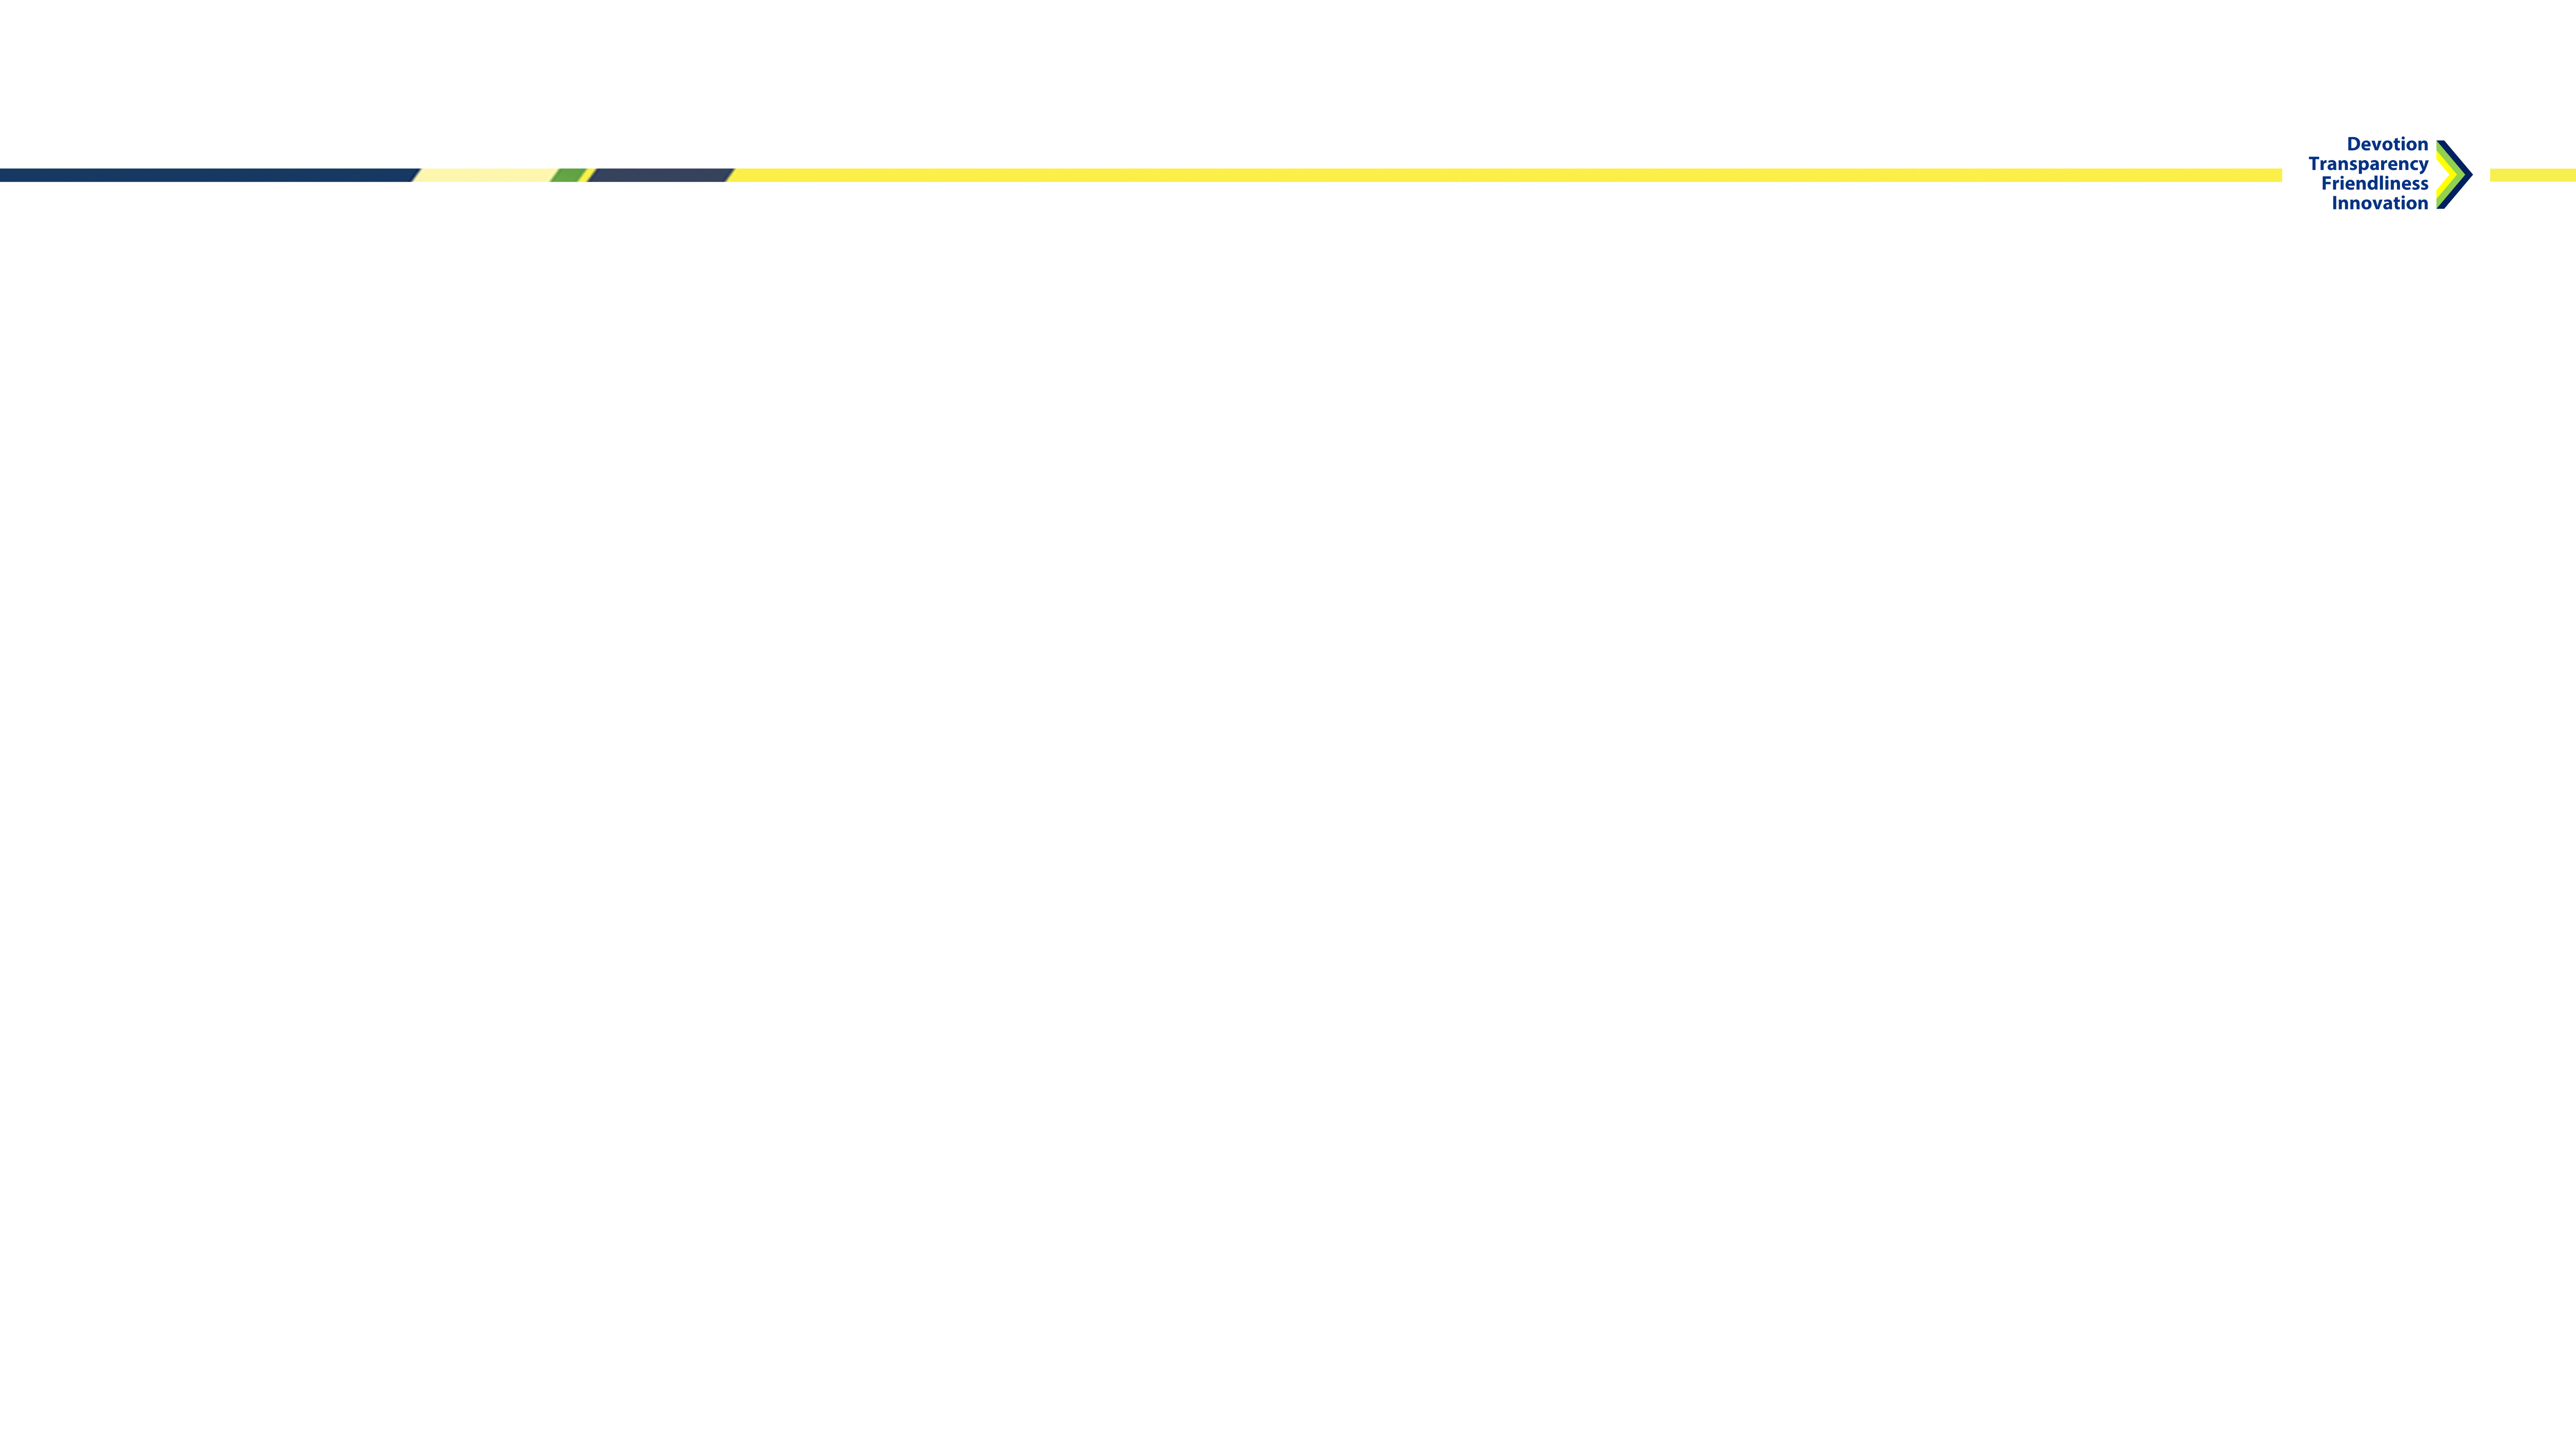 Devotion
Transparency
Friendliness
Innovation